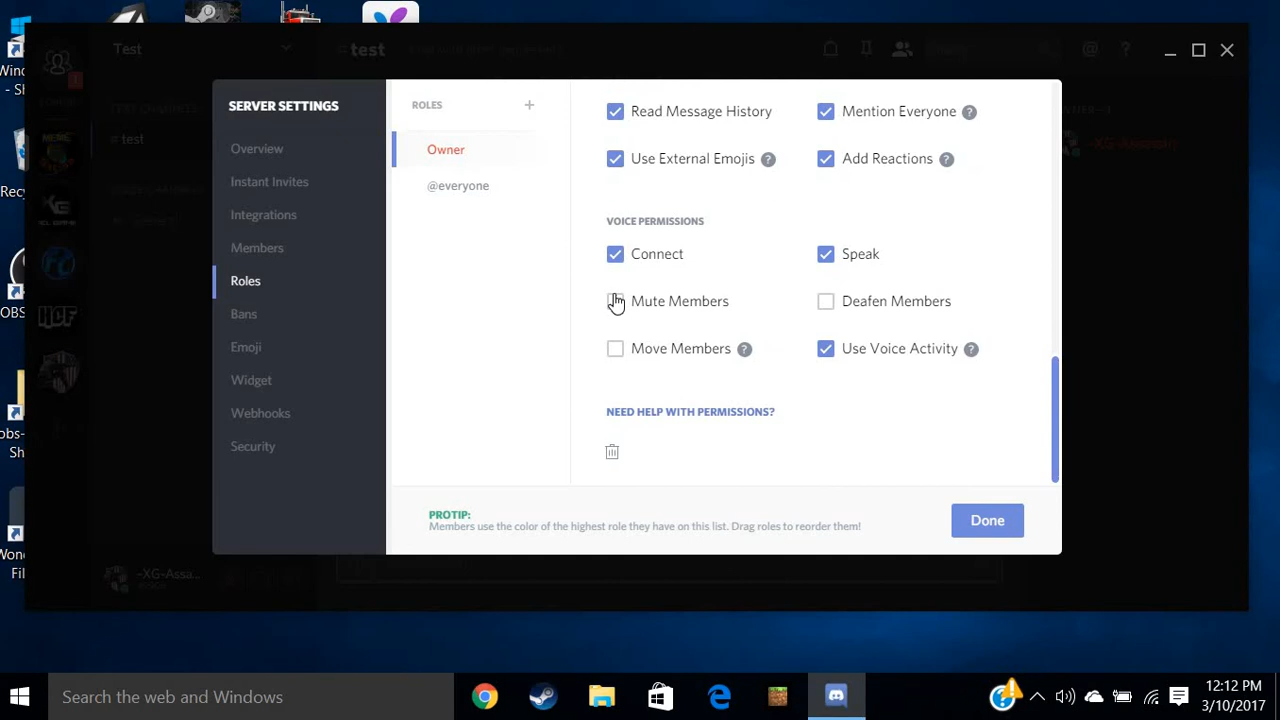 Test
# test
SERVER SETTINGS
Overview
Instant Invites
Integrations
Members
Roles
Bans
Emoji
Widget
Webhooks
Security
ROLES
Owner
@everyone
Read Message History
Mention Everyone
Use External Emojis
Add Reactions
VOICE PERMISSIONS
Connect
Speak
Mute Members
Deafen Members
Move Members
Use Voice Activity
NEED HELP WITH PERMISSIONS?
PROTIP:
Members use the color of the highest role they have on this list. Drag roles to reorder them!
Done
# test
~XG~Assa...
Search the web and Windows
12:12 PM
3/10/2017